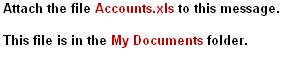 Attach the file Accounts.xls to this message.
This file is in the My Documents folder.